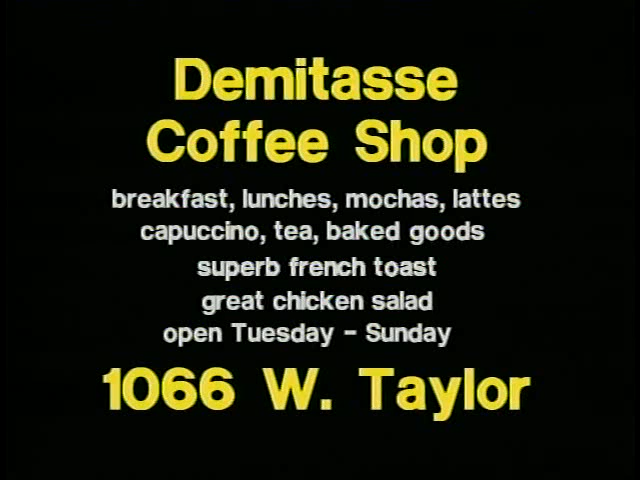 Demitasse
Coffee Shop
breakfast, lunches, mochas, lattes
capuccino, tea, baked goods
superb french toast
great chicken salad
open Tuesday - Sunday
1066 W. Taylor